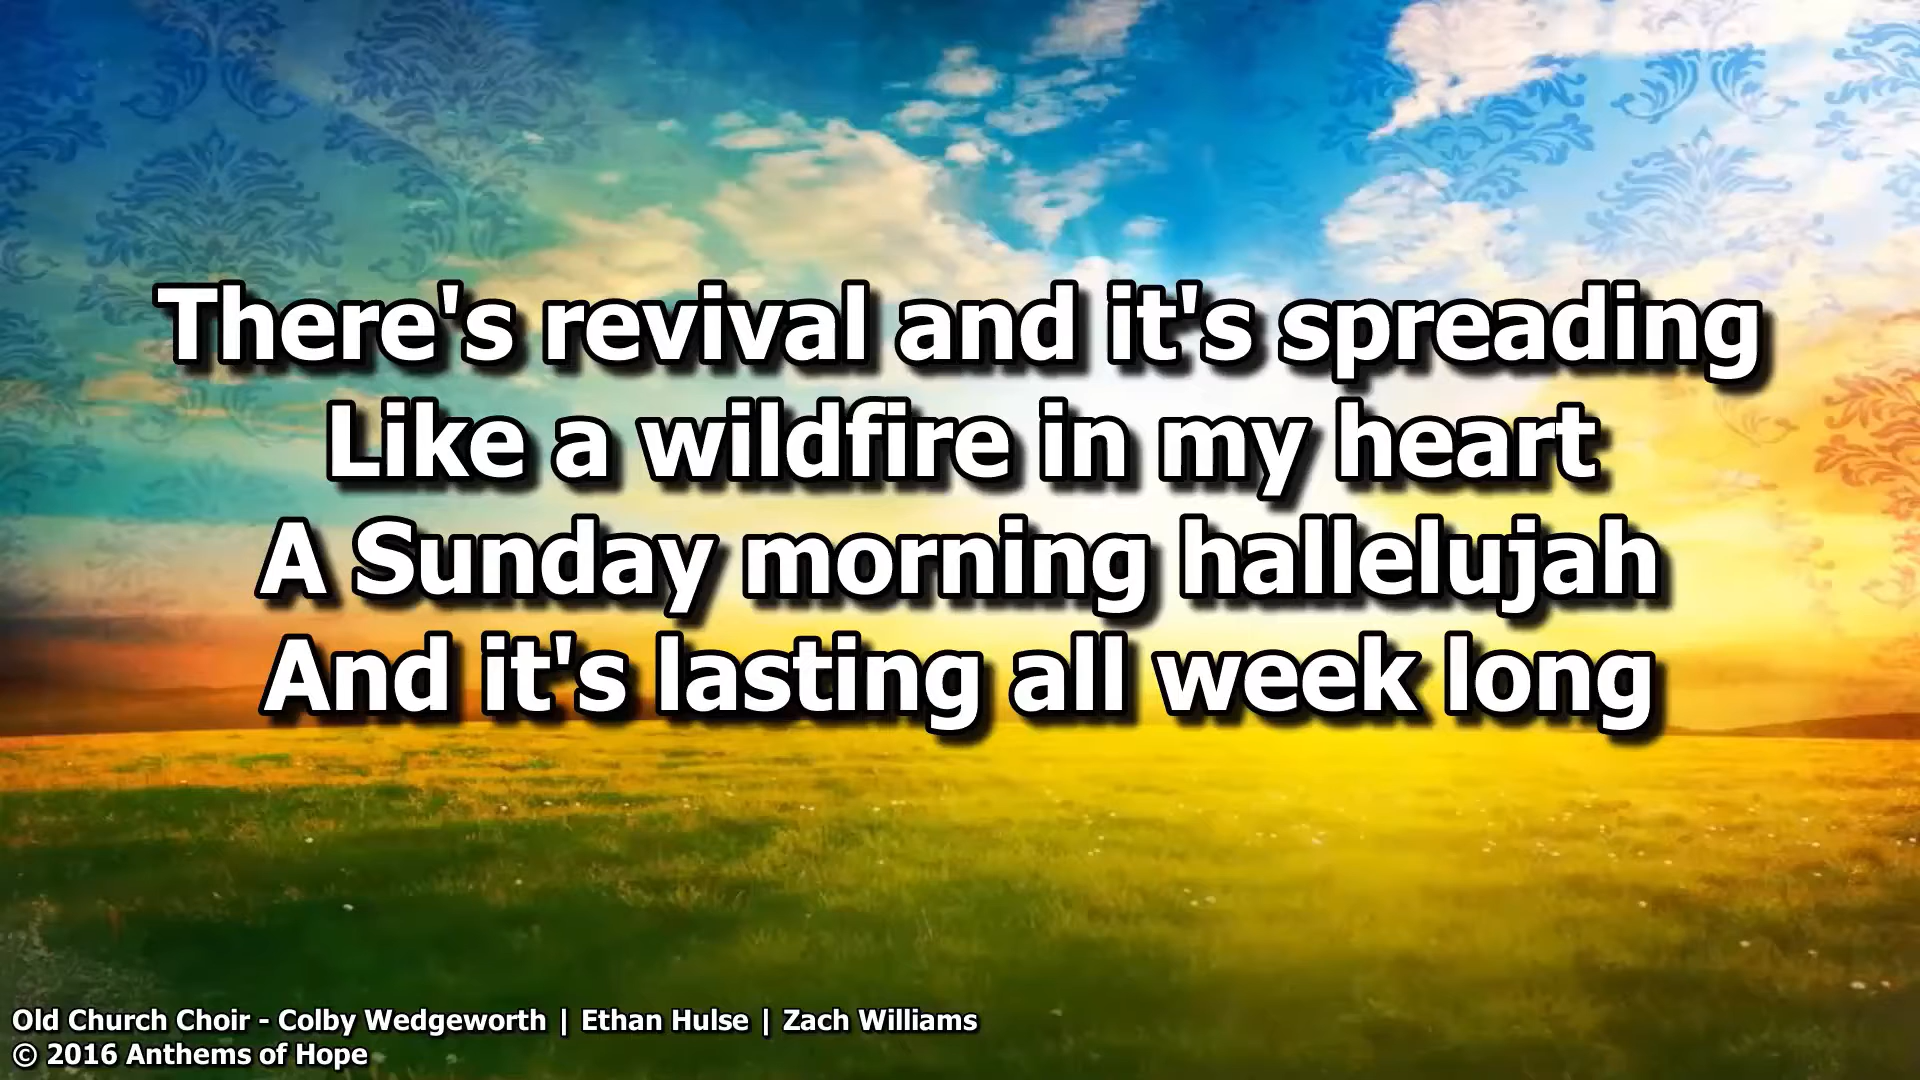 There's revival and it's spreading
Like a wildfire in my heart
A Sunday morning hallelujah
And it's lasting all week long
Old Church Choir - Colby Wedgeworth | Ethan Hulse | Zach Williams
© 2016 Anthems of Hope